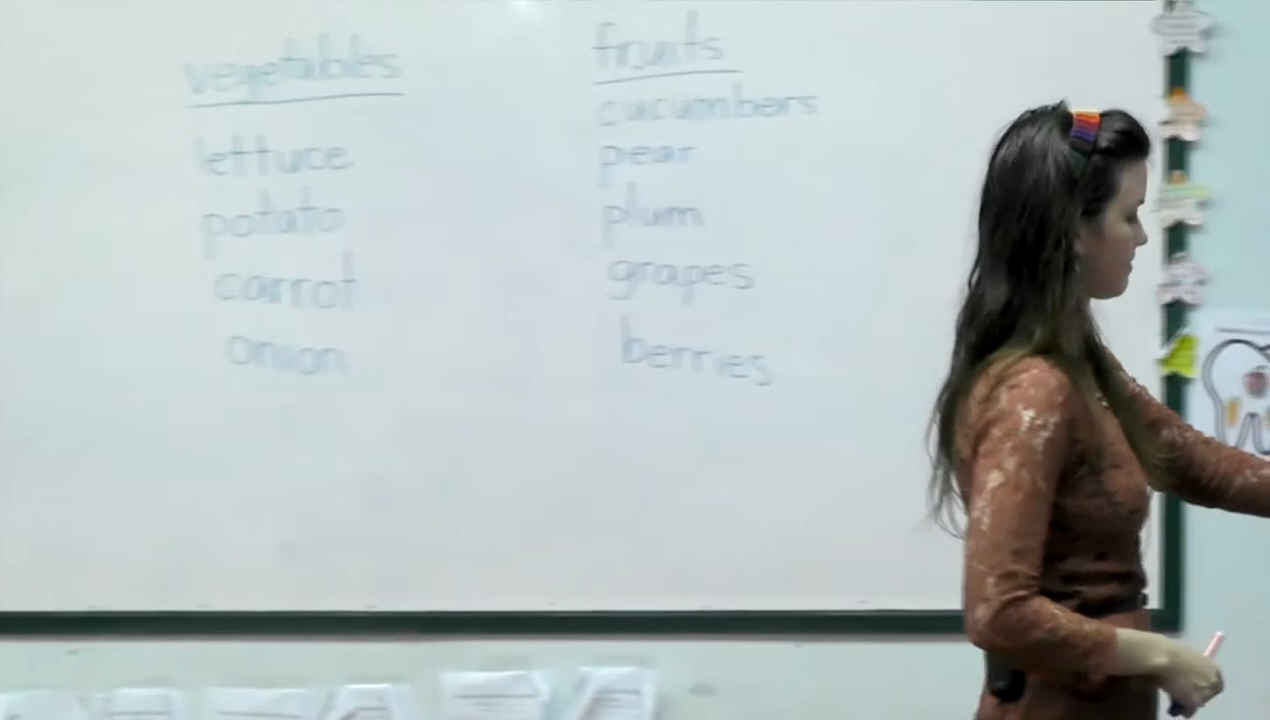 vegetables
lettuce
potato
carrot
onion
fruits
cucumbers
pear
plum
grapes
berries